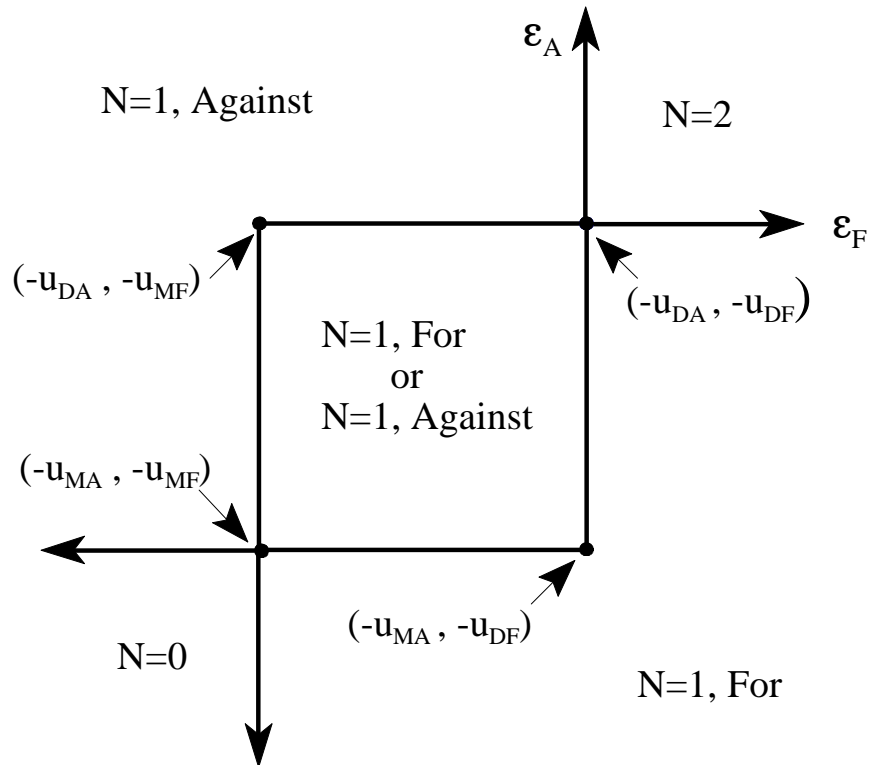 ε_A
N=1, Against
N=2
ε_F
(-u_DA , -u_MF)
(-u_DA , -u_DF)
N=1, For
or
N=1, Against
(-u_MA , -u_MF)
(-u_MA , -u_DF)
N=0
N=1, For